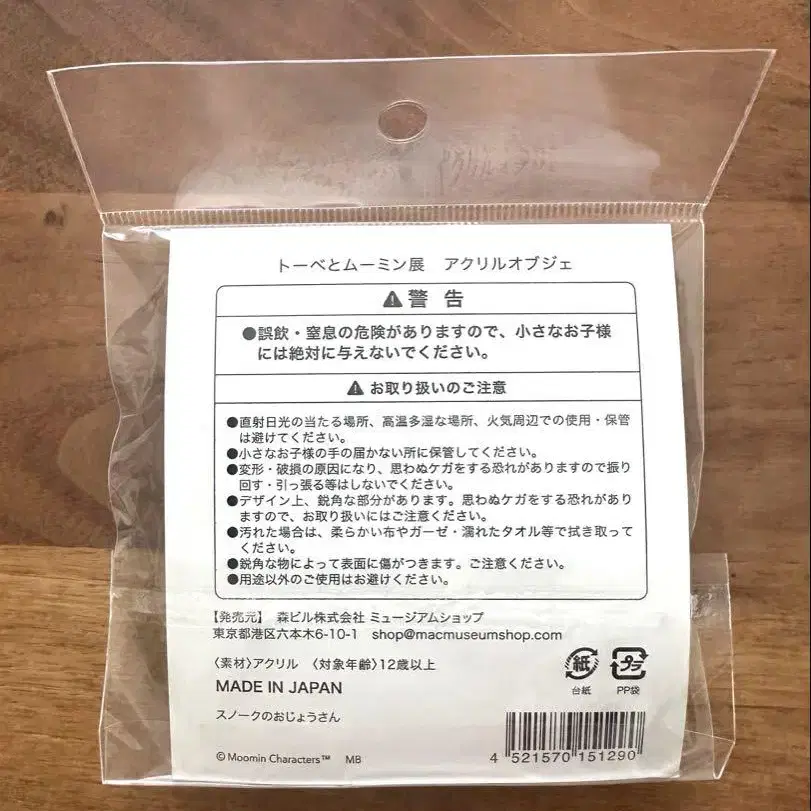 トーベとムーミン展　アクリルオブジェ
⚠警 告
●誤飲・窒息の危険がありますので、小さなお子様
には絶対に与えないでください。
⚠ お取り扱いのご注意
●直射日光の当たる場所、高温多湿な場所、火気周辺での使用・保管
は避けてください。
●小さなお子様の手の届かない所に保管してください。
●変形・破損の原因になり、思わぬケガをする恐れがありますので振り
回す・引っ張る等はしないでください。
●デザイン上、鋭角な部分があります。思わぬケガをする恐れがあり
ますので、お取り扱いにはご注意ください。
●汚れた場合は、柔らかい布やガーゼ・濡れたタオル等で拭き取って
ください。
●鋭角な物によって表面に傷がつきます。ご注意ください。
●用途以外のご使用はお避けください。
【発売元】　森ビル株式会社 ミュージアムショップ
東京都港区六本木6-10-1　shop@macmuseumshop.com
〈素材〉アクリル　〈対象年齢〉12歳以上
MADE IN JAPAN
紙
台紙
プラ
PP袋
スノークのおじょうさん
© Moomin Characters™　MB
4 521570 151290